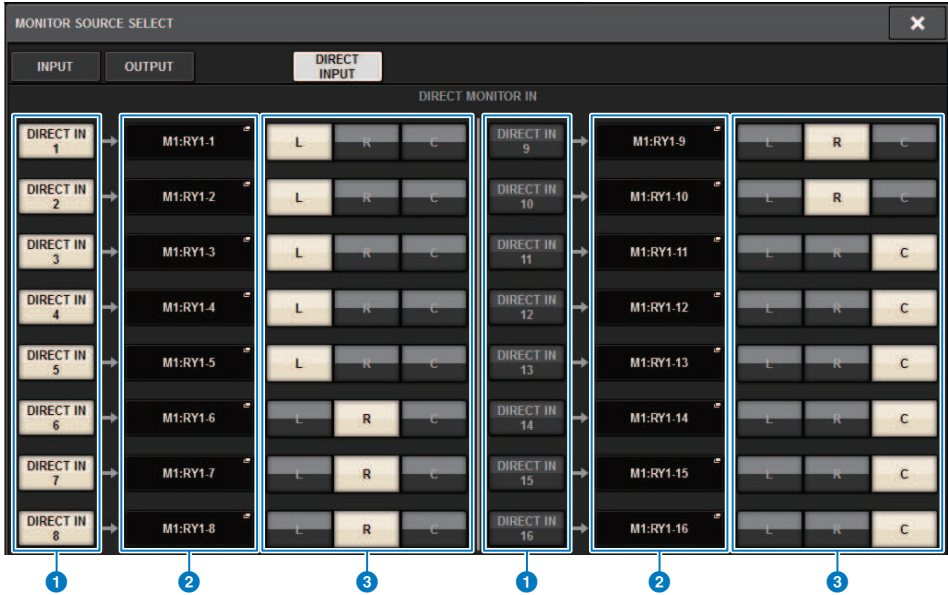 MONITOR SOURCE SELECT
INPUT
OUTPUT
DIRECT
INPUT
DIRECT MONITOR IN
DIRECT IN
1
M1:RY1-1
L R C
DIRECT IN
9
M1:RY1-9
L R C
DIRECT IN
2
M1:RY1-2
L R C
DIRECT IN
10
M1:RY1-10
L R C
DIRECT IN
3
M1:RY1-3
L R C
DIRECT IN
11
M1:RY1-11
L R C
DIRECT IN
4
M1:RY1-4
L R C
DIRECT IN
12
M1:RY1-12
L R C
DIRECT IN
5
M1:RY1-5
L R C
DIRECT IN
13
M1:RY1-13
L R C
DIRECT IN
6
M1:RY1-6
L R C
DIRECT IN
14
M1:RY1-14
L R C
DIRECT IN
7
M1:RY1-7
L R C
DIRECT IN
15
M1:RY1-15
L R C
DIRECT IN
8
M1:RY1-8
L R C
DIRECT IN
16
M1:RY1-16
L R C
1 2 3 1 2 3